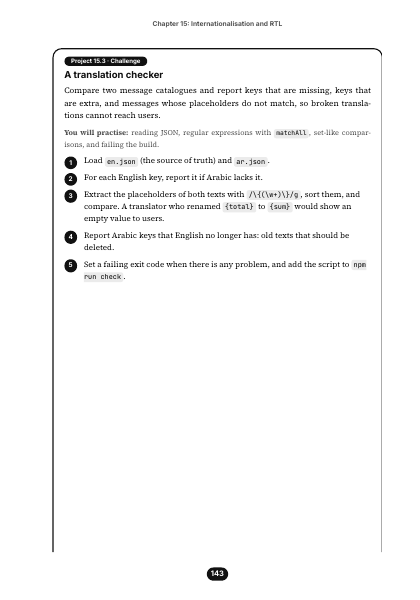 Chapter 15: Internationalisation and RTL
Project 15.3 · Challenge
A translation checker
Compare two message catalogues and report keys that are missing, keys that
are extra, and messages whose placeholders do not match, so broken transla-
tions cannot reach users.
You will practise: reading JSON, regular expressions with matchAll, set-like compar-
isons, and failing the build.
1 Load en.json (the source of truth) and ar.json.
2 For each English key, report it if Arabic lacks it.
3 Extract the placeholders of both texts with /\{(\w+)\}/g, sort them, and
compare. A translator who renamed {total} to {sum} would show an
empty value to users.
4 Report Arabic keys that English no longer has: old texts that should be
deleted.
5 Set a failing exit code when there is any problem, and add the script to npm
run check.
143